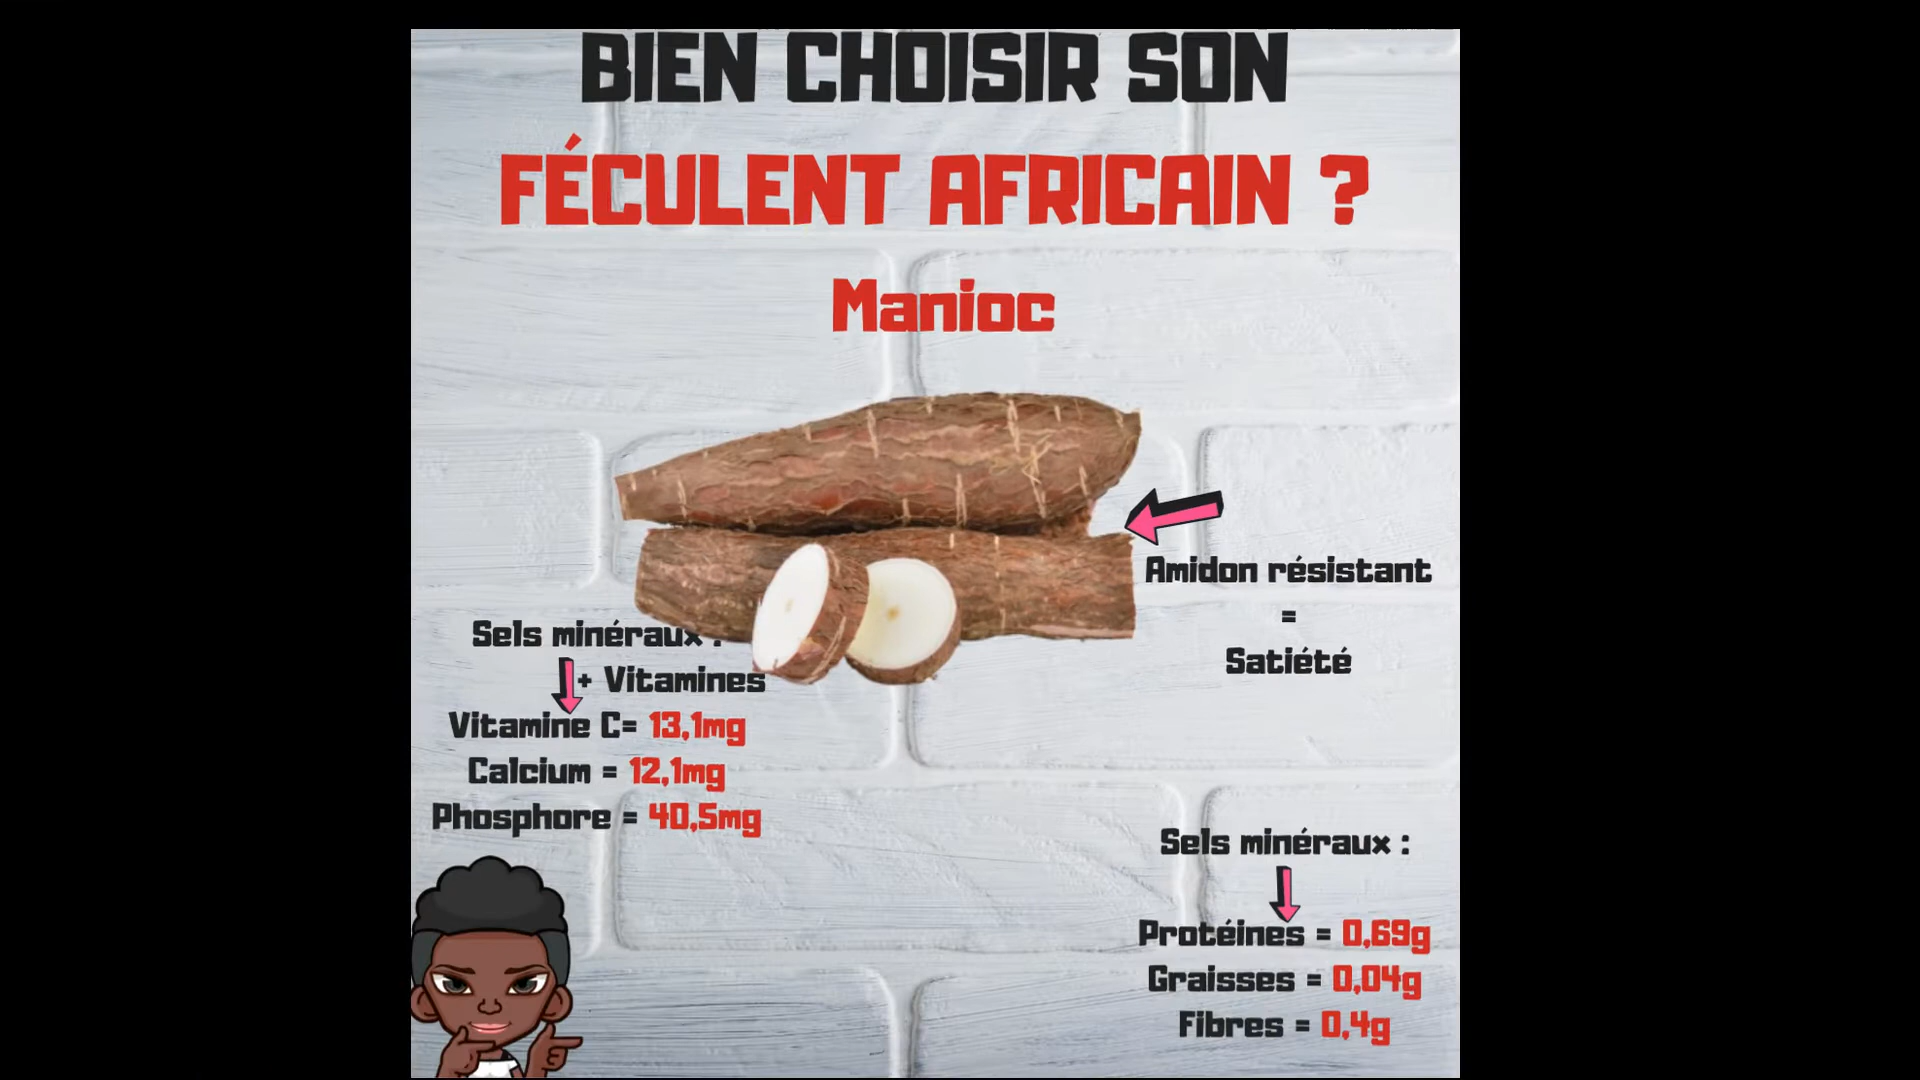 BIEN CHOISIR SON
FÉCULENT AFRICAIN ?
Manioc
Amidon résistant
=
Satiété
Sels minéraux :
+ Vitamines
Vitamine C= 13,1mg
Calcium = 12,1mg
Phosphore = 40,5mg
Sels minéraux :
Protéines = 0,69g
Graisses = 0,04g
Fibres = 0,4g